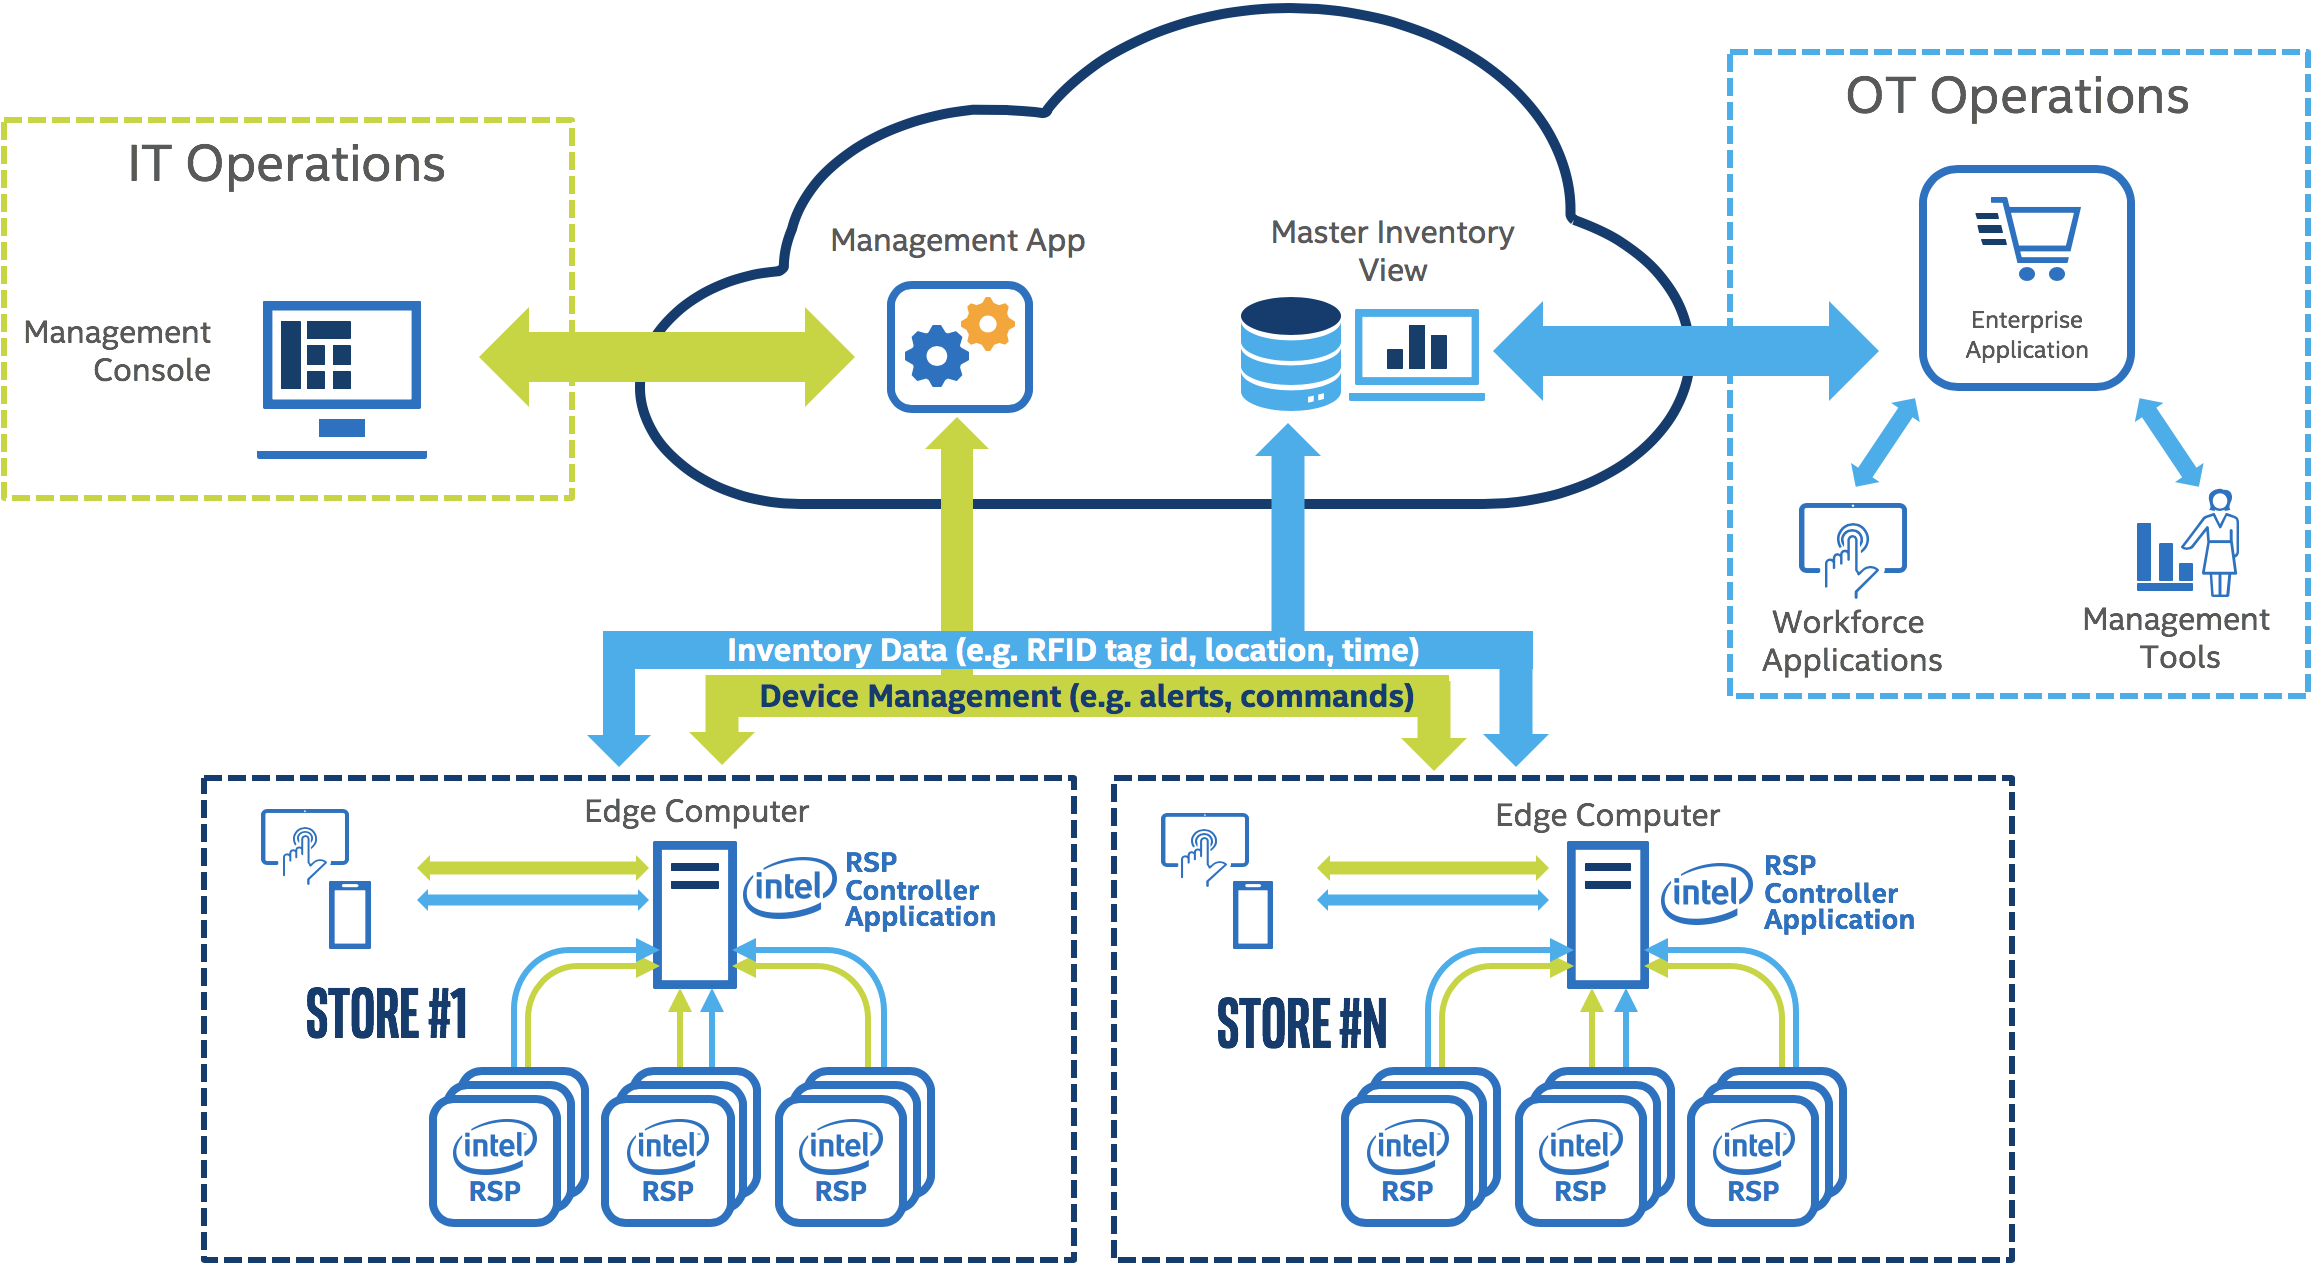 IT Operations
Management
Console
Management App
Master Inventory
View
OT Operations
Enterprise
Application
Workforce
Applications
Management
Tools
Inventory Data (e.g. RFID tag id, location, time)
Device Management (e.g. alerts, commands)
Edge Computer
intel
RSP
Controller
Application
STORE #1
intel
RSP
intel
RSP
intel
RSP
Edge Computer
intel
RSP
Controller
Application
STORE #N
intel
RSP
intel
RSP
intel
RSP